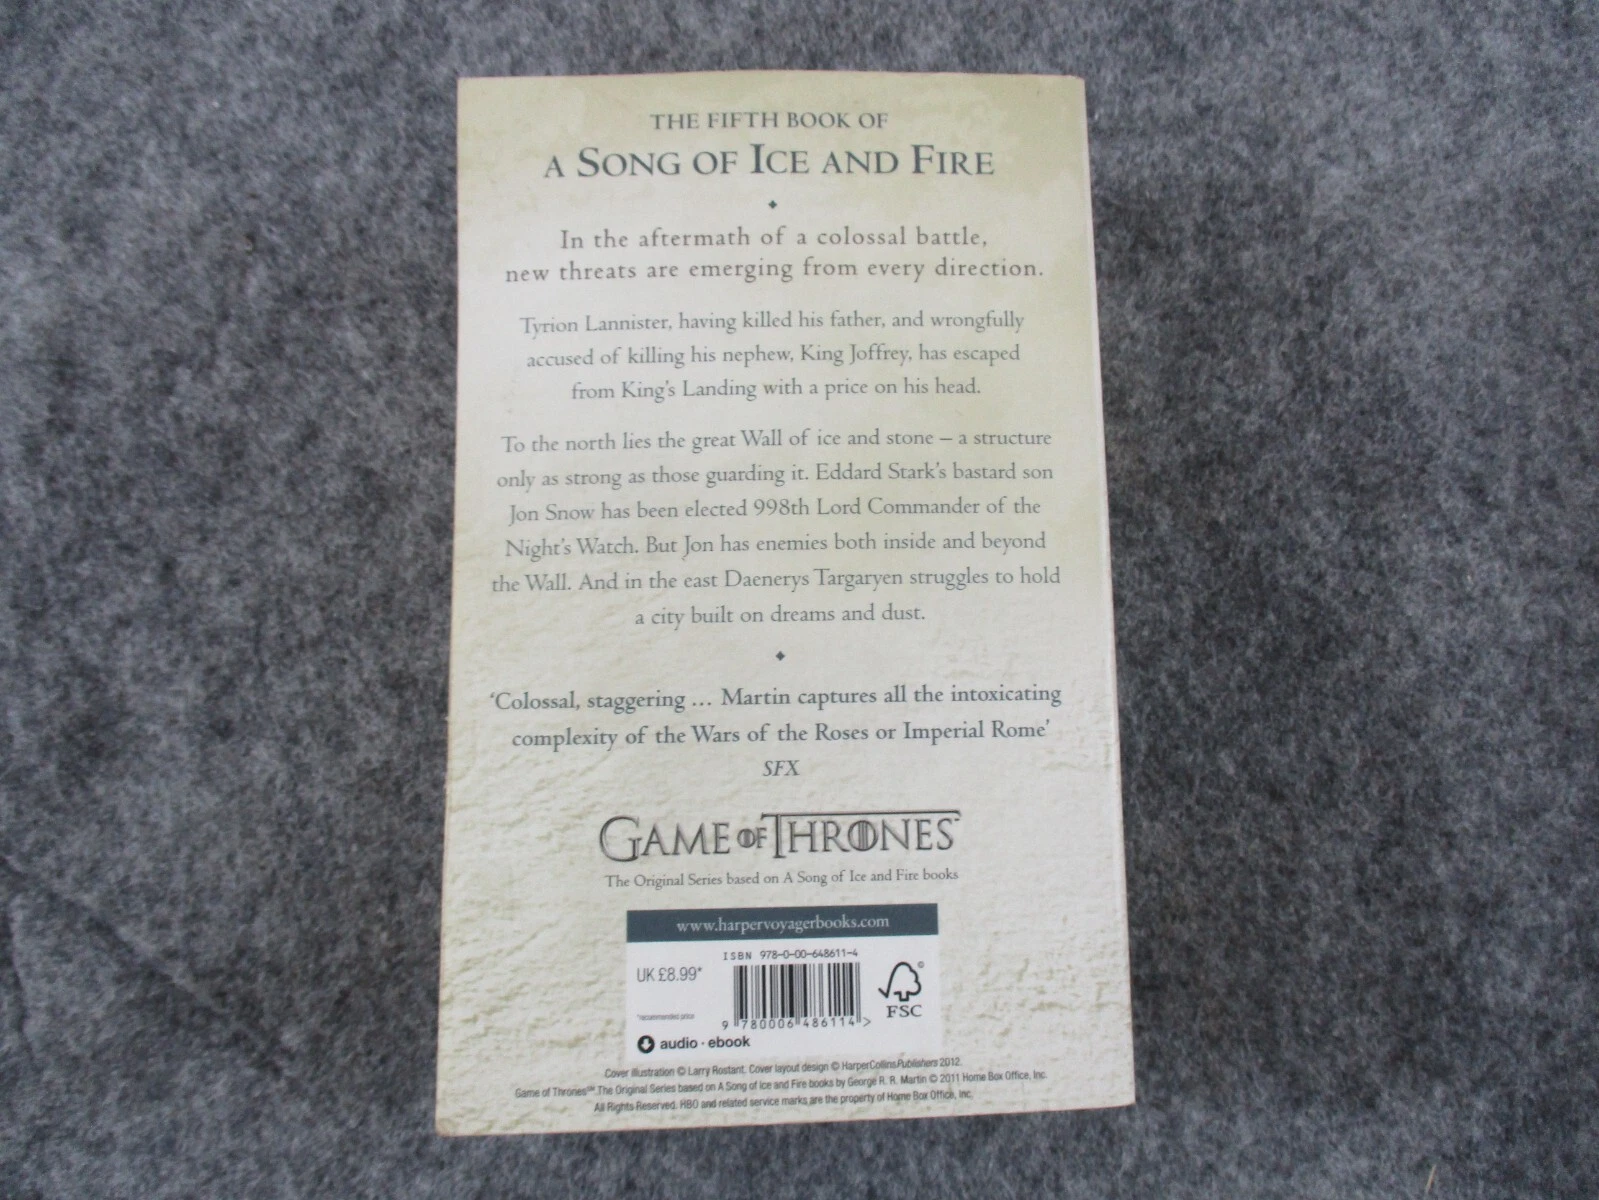 THE FIFTH BOOK OF
A SONG OF ICE AND FIRE
In the aftermath of a colossal battle,
new threats are emerging from every direction.
Tyrion Lannister, having killed his father, and wrongfully
accused of killing his nephew, King Joffrey, has escaped
from King's Landing with a price on his head.
To the north lies the great Wall of ice and stone – a structure
only as strong as those guarding it. Eddard Stark's bastard son
Jon Snow has been elected 998th Lord Commander of the
Night's Watch. But Jon has enemies both inside and beyond
the Wall. And in the east Daenerys Targaryen struggles to hold
a city built on dreams and dust.
'Colossal, staggering ... Martin captures all the intoxicating
complexity of the Wars of the Roses or Imperial Rome'
SFX
GAME OF THRONES
The Original Series based on A Song of Ice and Fire books
www.harpervoyagerbooks.com
ISBN 978-0-00-648611-4
UK £8.99*
*recommended price
9 780006 486114 >
FSC
audio · ebook
Cover illustration © Larry Rostant. Cover layout design © HarperCollinsPublishers 2012.
Game of Thrones℠ The Original Series based on A Song of Ice and Fire books by George R. R. Martin © 2011 Home Box Office, Inc.
All Rights Reserved. HBO and related service marks are the property of Home Box Office, Inc.